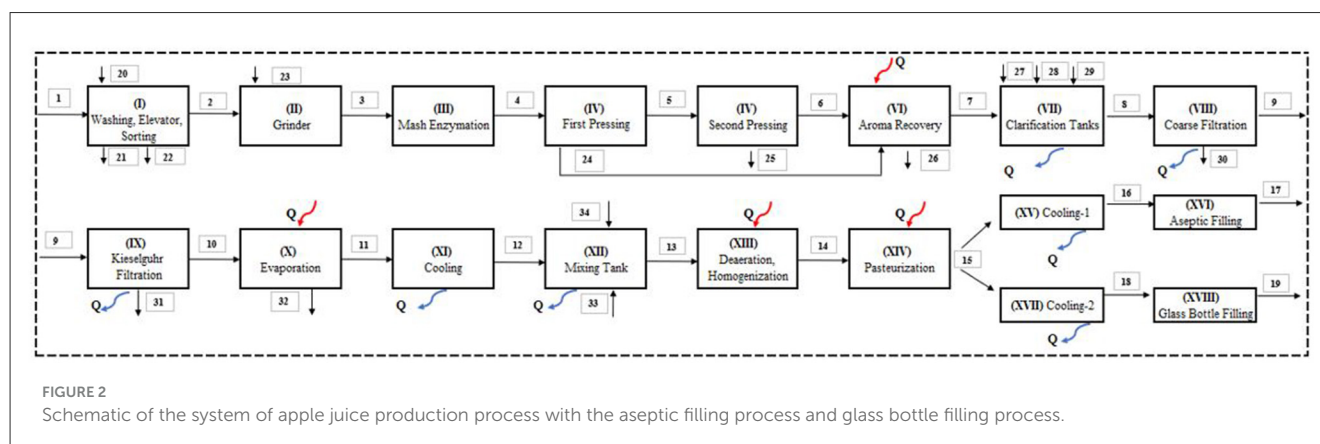 20 23 Q 27 28 29
1 2 3 4 5 6 7 8 9
(I)
Washing, Elevator,
Sorting
(II)
Grinder
(III)
Mash Enzymation
(IV)
First Pressing
(IV)
Second Pressing
(VI)
Aroma Recovery
(VII)
Clarification Tanks
(VIII)
Coarse Filtration
21 22 24 25 26 Q Q 30
Q 34 Q Q
9 10 11 12 13 14 15 16 17
(IX)
Kieselguhr
Filtration
(X)
Evaporation
(XI)
Cooling
(XII)
Mixing Tank
(XIII)
Deaeration,
Homogenization
(XIV)
Pasteurization
(XV) Cooling-1
(XVI)
Aseptic Filling
Q
Q 31 32 Q Q 33
18 19
(XVII) Cooling-2
(XVIII)
Glass Bottle Filling
Q
FIGURE 2
Schematic of the system of apple juice production process with the aseptic filling process and glass bottle filling process.